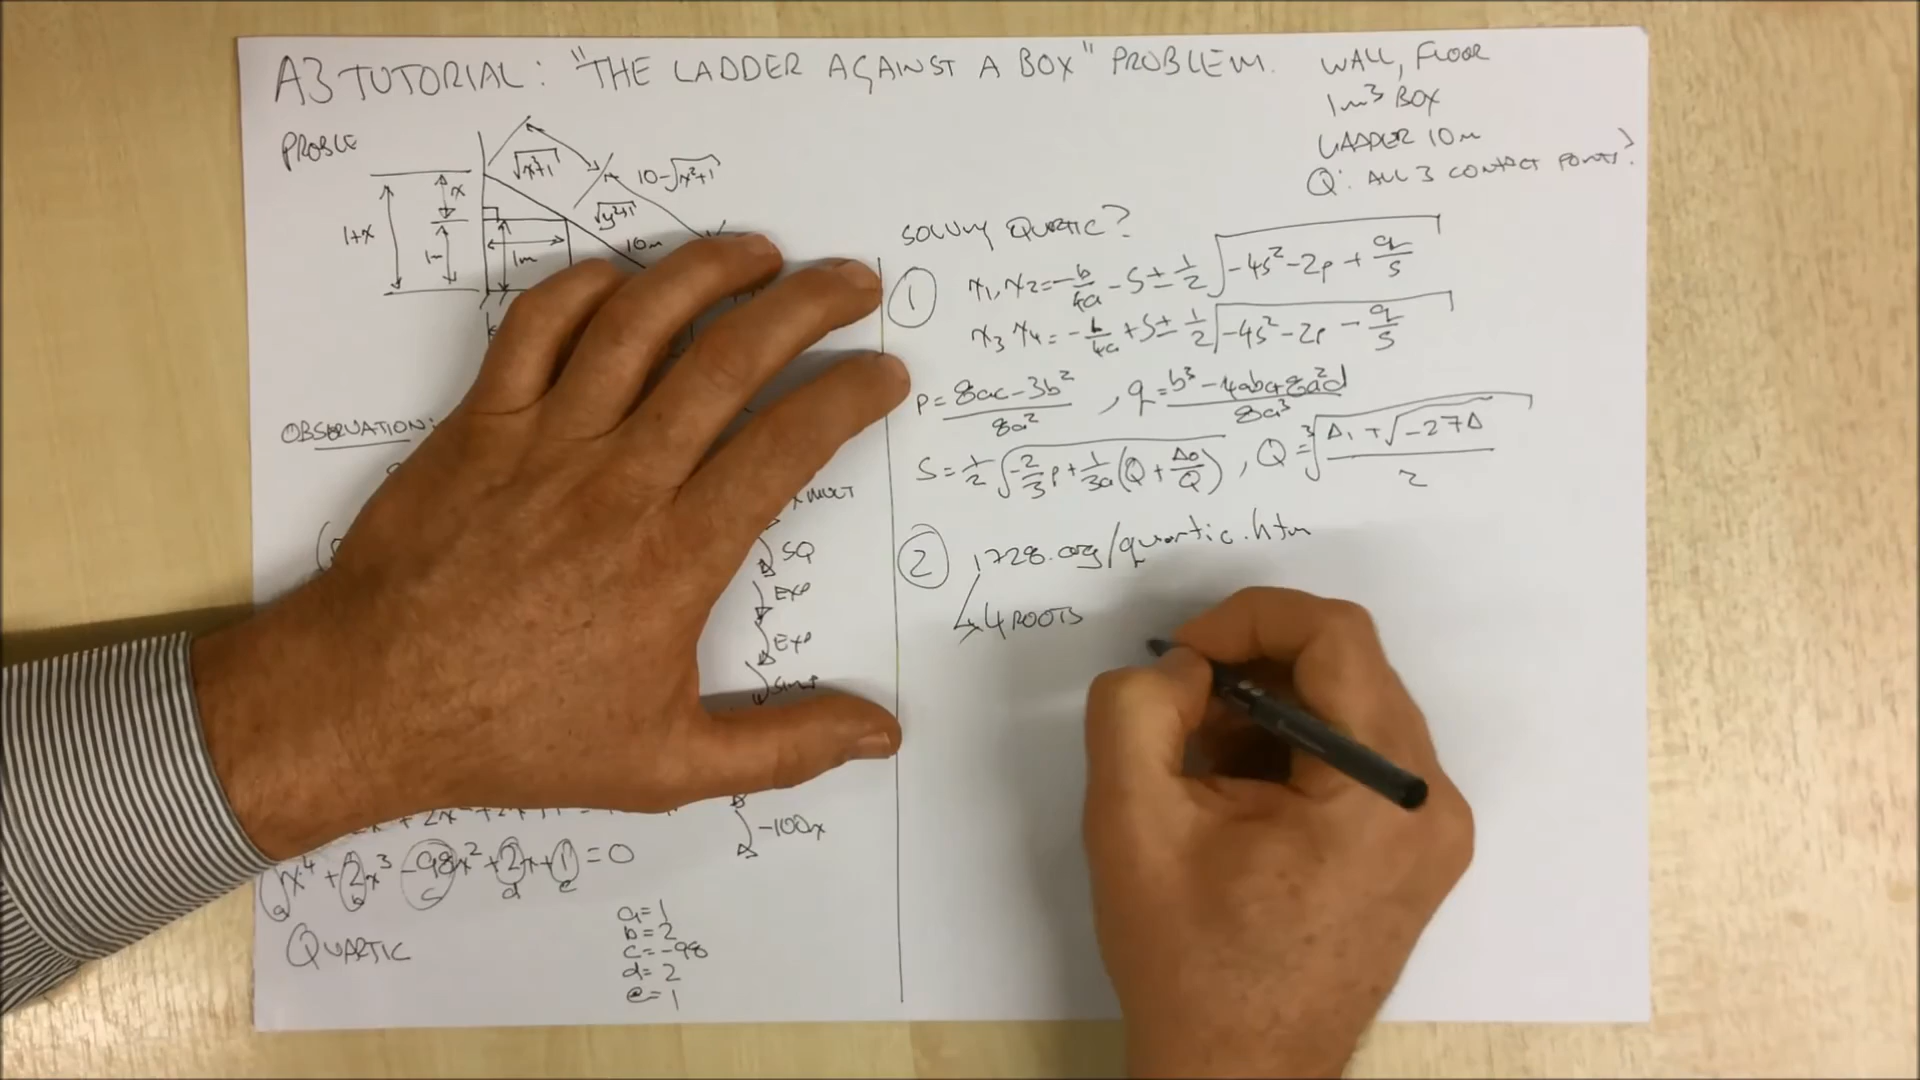 A3 TUTORIAL: "THE LADDER AGAINST A BOX" PROBLEM.
WALL, FLOOR
1m³ BOX
LADDER 10m
Q: ALL 3 CONTACT POINTS?
PROBLE
√x²+1
10-√x²+1
x
√y²+1
1+x
10m
1m
1m
OBSERVATION:
x MULT
SQ
EXP
EXP
SIMP
-100x
x⁴ + 2x³ -98x² + 2x + 1 = 0
a b c d e
QUARTIC
a=1
b=2
c=-98
d=2
e=1
SOLVING QUARTIC?
1
x₁, x₂ = -b/4a - S ± 1/2 √-4s²-2p + q/s
x₃ x₄ = -b/4a + S ± 1/2 √-4s²-2p - q/s
P = 8ac-3b²/8a² , q = b³-4abc+8a²d/8a³
S = 1/2 √-2/3 p + 1/3a (Q + Δ₀/Q) , Q = ³√Δ₁ + √-27Δ/2
2
1728.org/quartic.htm
4 ROOTS